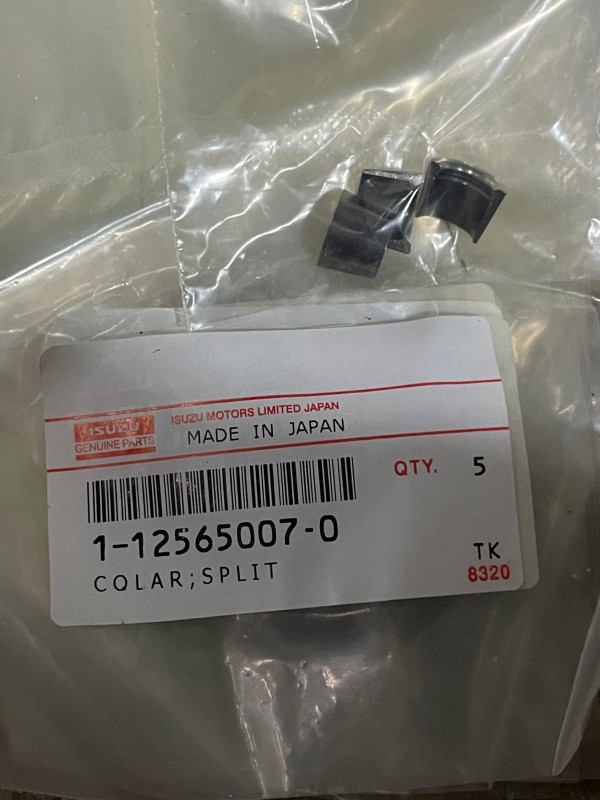 ISUZU
GENUINE PARTS
ISUZU MOTORS LIMITED JAPAN
MADE IN JAPAN
QTY. 5
1-12565007-0
COLAR;SPLIT
TK
8320